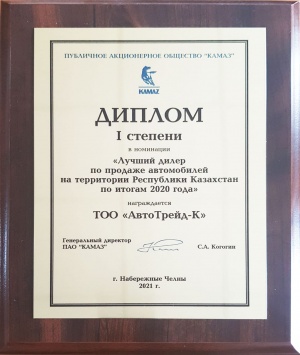 ПУБЛИЧНОЕ АКЦИОНЕРНОЕ ОБЩЕСТВО "КАМАЗ"
KAMAZ
ДИПЛОМ
I степени
в номинации
«Лучший дилер
по продаже автомобилей
на территории Республики Казахстан
по итогам 2020 года»
награждается
ТОО «АвтоТрейд-К»
Генеральный директор
ПАО "КАМАЗ"
С.А. Когогин
г. Набережные Челны
2021 г.